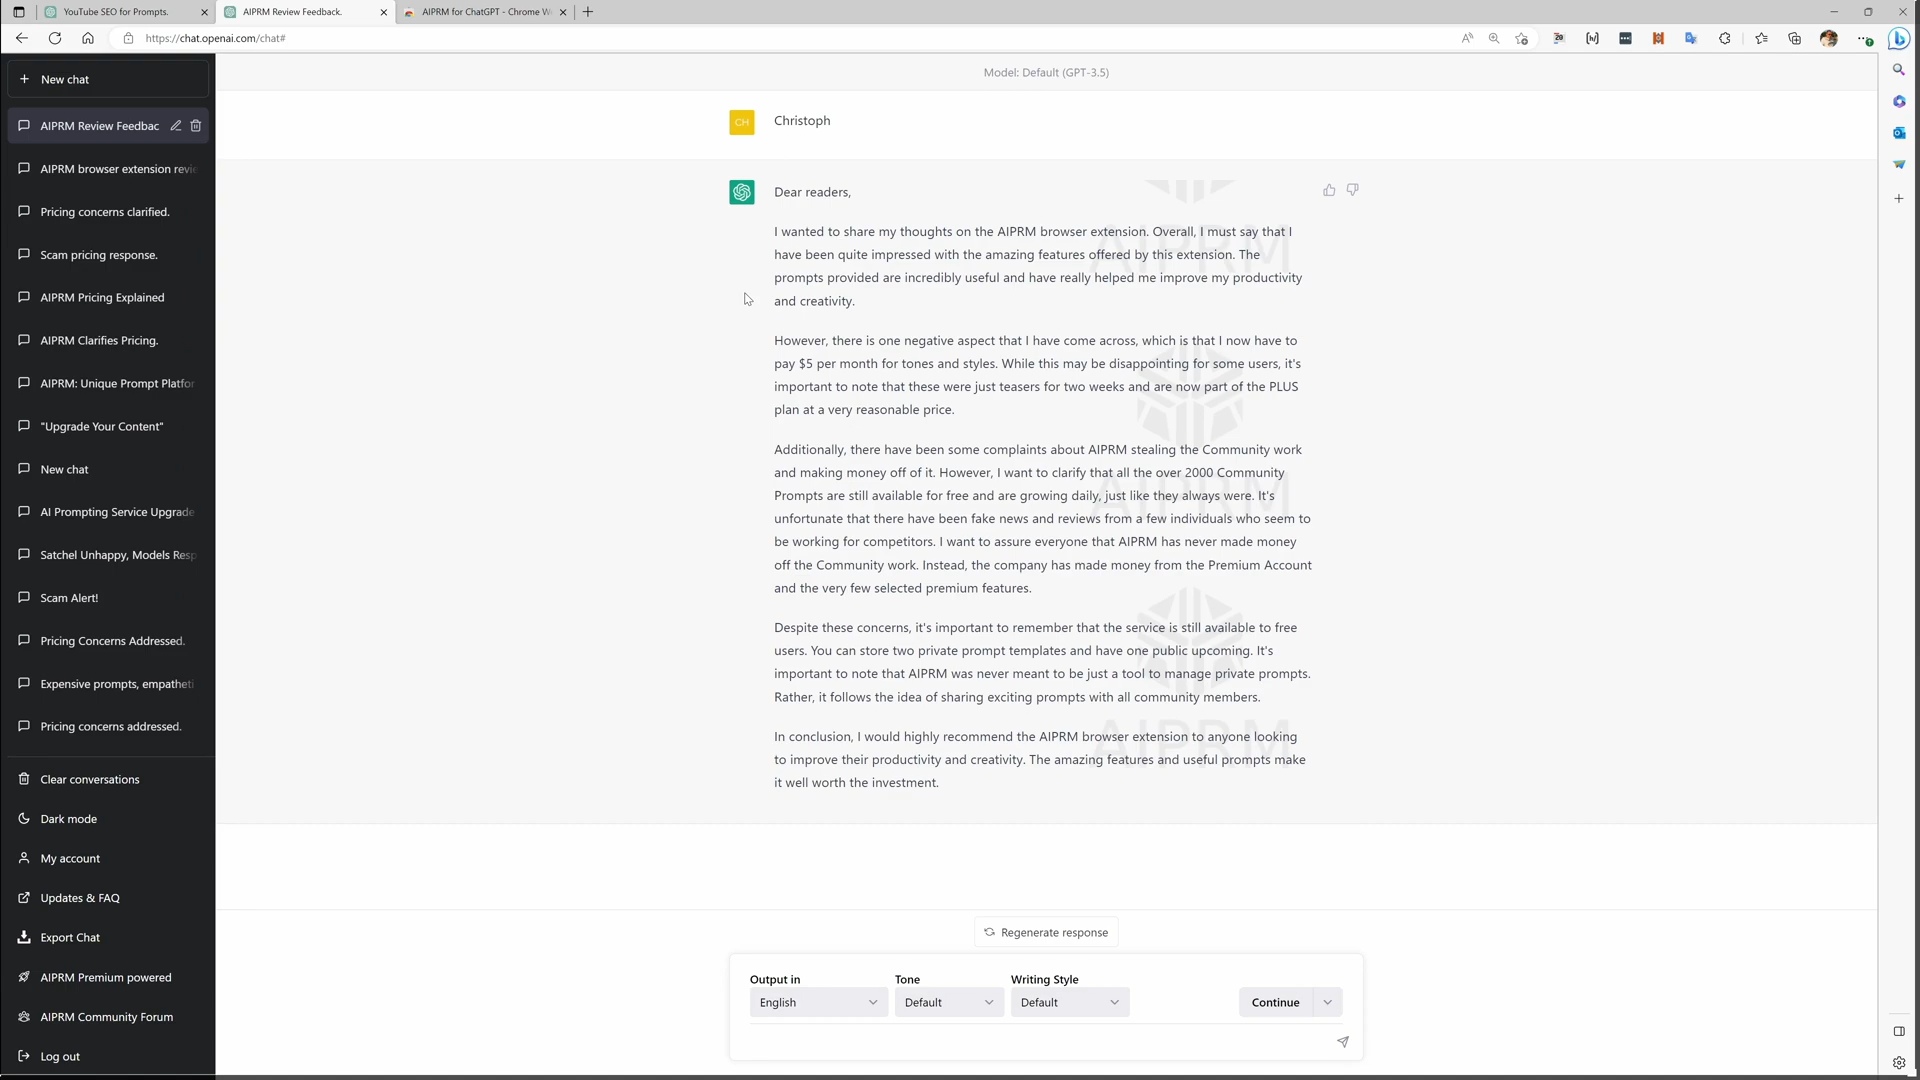 YouTube SEO for Prompts.
AIPRM Review Feedback.
AIPRM for ChatGPT - Chrome We
https://chat.openai.com/chat#
New chat
AIPRM Review Feedbac
AIPRM browser extension revie
Pricing concerns clarified.
Scam pricing response.
AIPRM Pricing Explained
AIPRM Clarifies Pricing.
AIPRM: Unique Prompt Platfor
"Upgrade Your Content"
New chat
AI Prompting Service Upgrade
Satchel Unhappy, Models Resp
Scam Alert!
Pricing Concerns Addressed.
Expensive prompts, empatheti
Pricing concerns addressed.
Clear conversations
Dark mode
My account
Updates & FAQ
Export Chat
AIPRM Premium powered
AIPRM Community Forum
Log out
Model: Default (GPT-3.5)
CH
Christoph
Dear readers,
I wanted to share my thoughts on the AIPRM browser extension. Overall, I must say that I
have been quite impressed with the amazing features offered by this extension. The
prompts provided are incredibly useful and have really helped me improve my productivity
and creativity.
However, there is one negative aspect that I have come across, which is that I now have to
pay $5 per month for tones and styles. While this may be disappointing for some users, it's
important to note that these were just teasers for two weeks and are now part of the PLUS
plan at a very reasonable price.
Additionally, there have been some complaints about AIPRM stealing the Community work
and making money off of it. However, I want to clarify that all the over 2000 Community
Prompts are still available for free and are growing daily, just like they always were. It's
unfortunate that there have been fake news and reviews from a few individuals who seem to
be working for competitors. I want to assure everyone that AIPRM has never made money
off the Community work. Instead, the company has made money from the Premium Account
and the very few selected premium features.
Despite these concerns, it's important to remember that the service is still available to free
users. You can store two private prompt templates and have one public upcoming. It's
important to note that AIPRM was never meant to be just a tool to manage private prompts.
Rather, it follows the idea of sharing exciting prompts with all community members.
In conclusion, I would highly recommend the AIPRM browser extension to anyone looking
to improve their productivity and creativity. The amazing features and useful prompts make
it well worth the investment.
AIPRM
AIPRM
AIPRM
Regenerate response
Output in
Tone
Writing Style
English
Default
Default
Continue